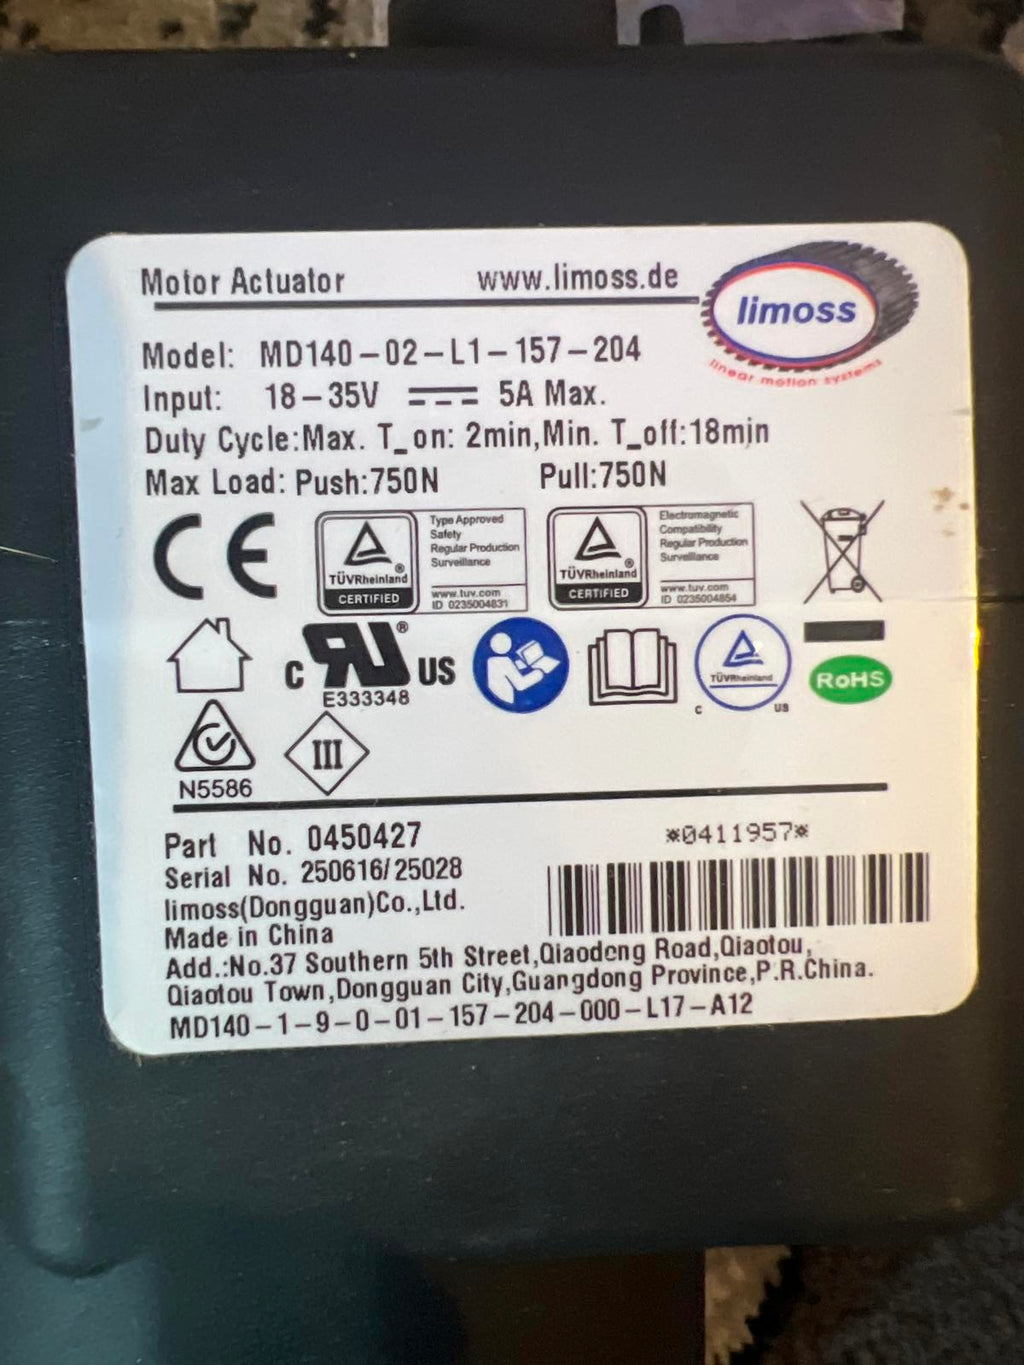 Motor Actuator www.limoss.de
limoss
linear motion systems
Model: MD140-02-L1-157-204
Input: 18-35V 5A Max.
Duty Cycle:Max. T_on: 2min,Min. T_off:18min
Max Load: Push:750N Pull:750N
CE
TÜVRheinland®
CERTIFIED
Type Approved
Safety
Regular Production
Surveillance
www.tuv.com
ID 0235004831
TÜVRheinland®
CERTIFIED
Electromagnetic
Compatibility
Regular Production
Surveillance
www.tuv.com
ID 0235004854
C RU® US
E333348
TÜVRheinland
C US
RoHS
N5586
III
Part No. 0450427
*0411957*
Serial No. 250616/25028
limoss(Dongguan)Co.,Ltd.
Made in China
Add.:No.37 Southern 5th Street,Qiaodeng Road,Qiaotou,
Qiaotou Town,Dongguan City,Guangdong Province,P.R.China.
MD140-1-9-0-01-157-204-000-L17-A12